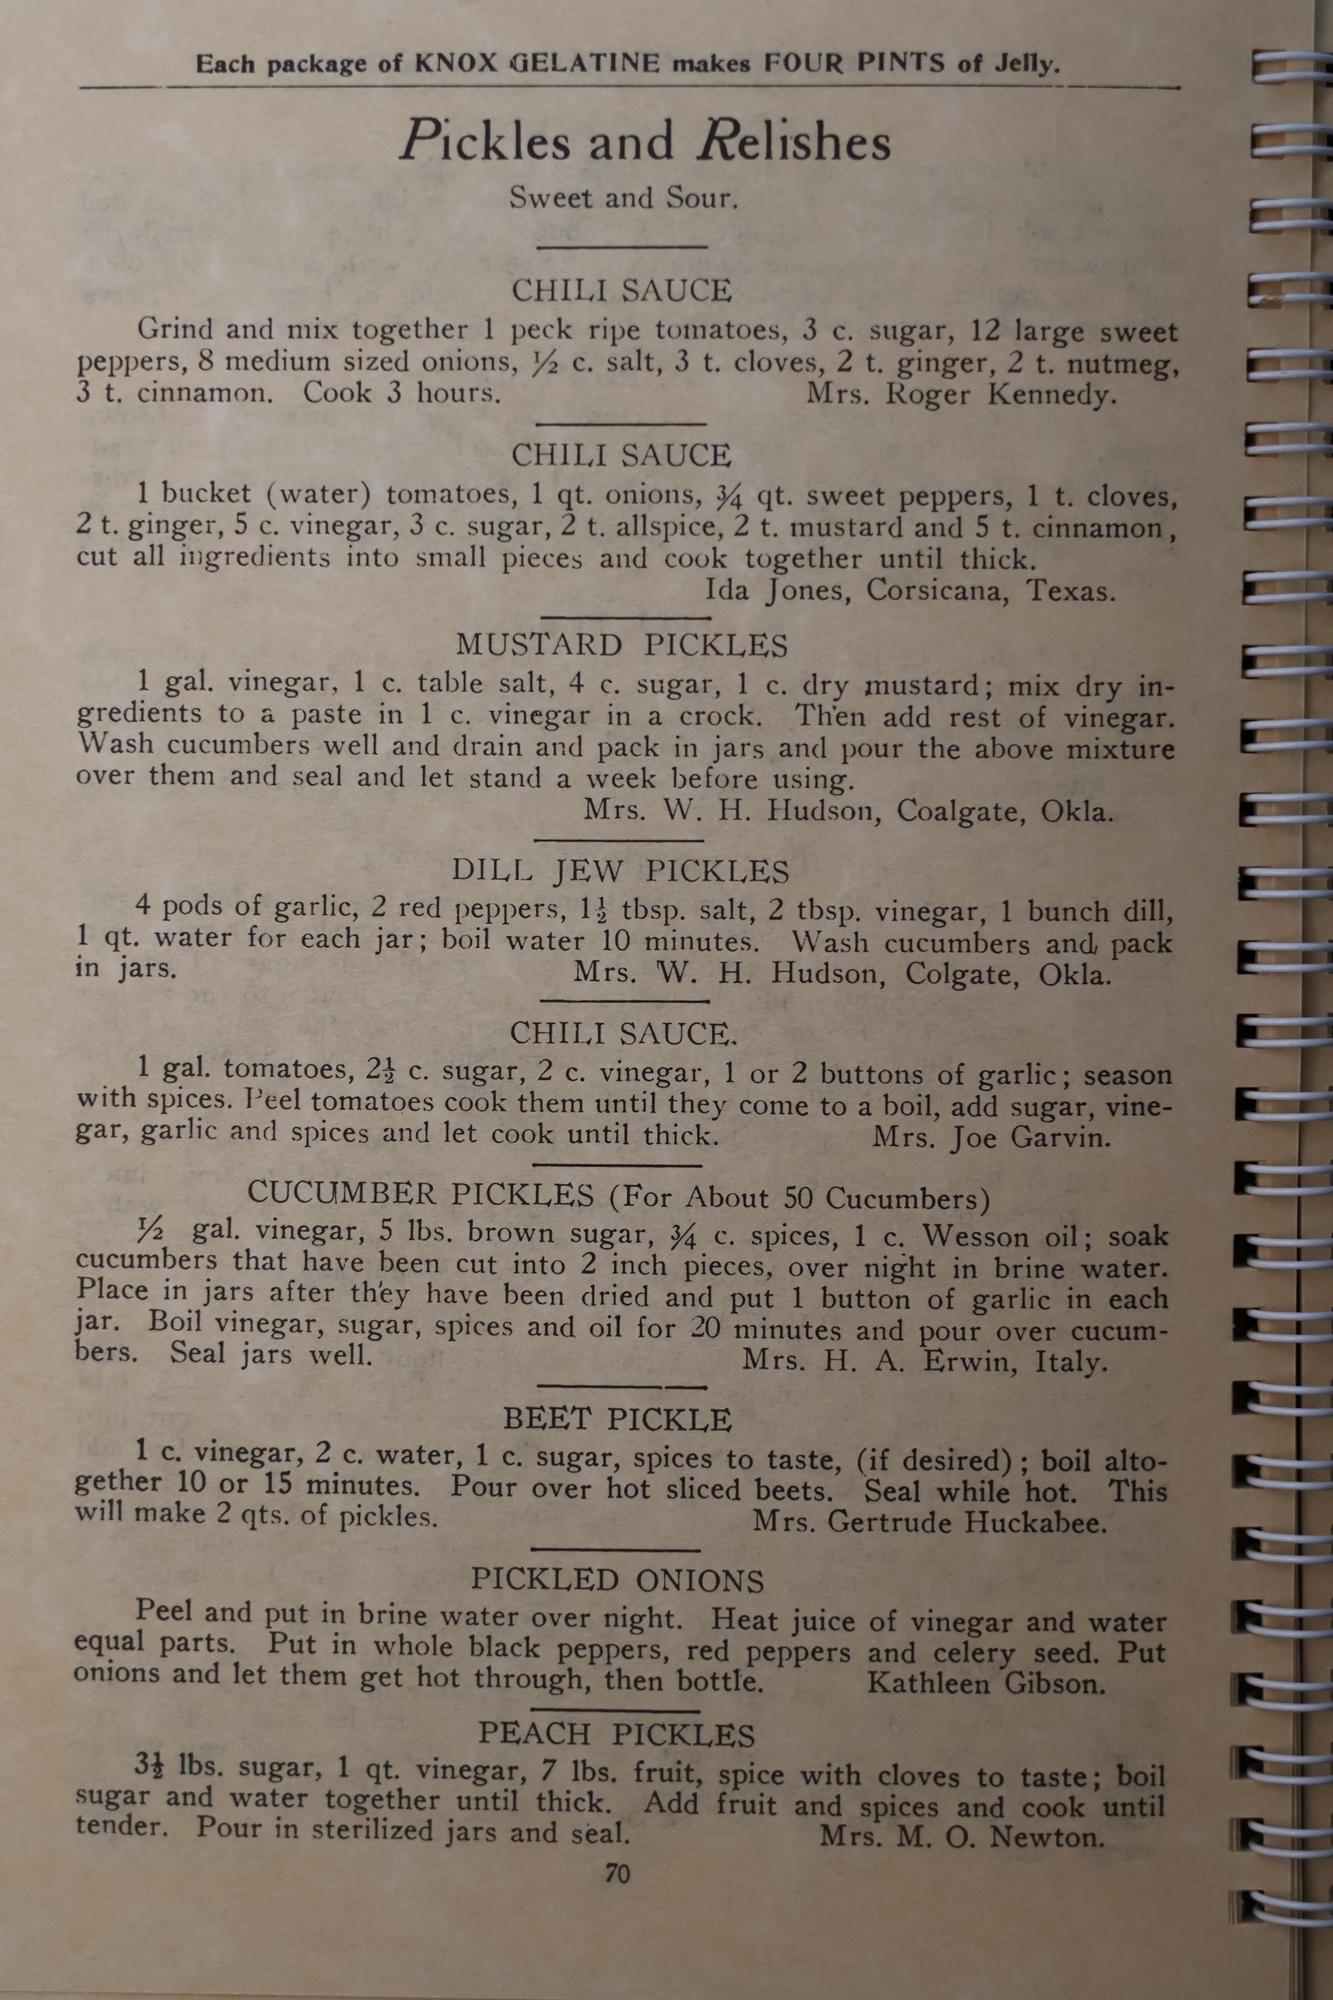 Each package of KNOX GELATINE makes FOUR PINTS of Jelly.
Pickles and Relishes
Sweet and Sour.
CHILI SAUCE
Grind and mix together 1 peck ripe tomatoes, 3 c. sugar, 12 large sweet
peppers, 8 medium sized onions, ½ c. salt, 3 t. cloves, 2 t. ginger, 2 t. nutmeg,
3 t. cinnamon. Cook 3 hours. Mrs. Roger Kennedy.
CHILI SAUCE
1 bucket (water) tomatoes, 1 qt. onions, ¾ qt. sweet peppers, 1 t. cloves,
2 t. ginger, 5 c. vinegar, 3 c. sugar, 2 t. allspice, 2 t. mustard and 5 t. cinnamon,
cut all ingredients into small pieces and cook together until thick.
Ida Jones, Corsicana, Texas.
MUSTARD PICKLES
1 gal. vinegar, 1 c. table salt, 4 c. sugar, 1 c. dry mustard; mix dry in-
gredients to a paste in 1 c. vinegar in a crock. Then add rest of vinegar.
Wash cucumbers well and drain and pack in jars and pour the above mixture
over them and seal and let stand a week before using.
Mrs. W. H. Hudson, Coalgate, Okla.
DILL JEW PICKLES
4 pods of garlic, 2 red peppers, 1½ tbsp. salt, 2 tbsp. vinegar, 1 bunch dill,
1 qt. water for each jar; boil water 10 minutes. Wash cucumbers and pack
in jars. Mrs. W. H. Hudson, Colgate, Okla.
CHILI SAUCE.
1 gal. tomatoes, 2½ c. sugar, 2 c. vinegar, 1 or 2 buttons of garlic; season
with spices. Peel tomatoes cook them until they come to a boil, add sugar, vine-
gar, garlic and spices and let cook until thick. Mrs. Joe Garvin.
CUCUMBER PICKLES (For About 50 Cucumbers)
½ gal. vinegar, 5 lbs. brown sugar, ¾ c. spices, 1 c. Wesson oil; soak
cucumbers that have been cut into 2 inch pieces, over night in brine water.
Place in jars after they have been dried and put 1 button of garlic in each
jar. Boil vinegar, sugar, spices and oil for 20 minutes and pour over cucum-
bers. Seal jars well. Mrs. H. A. Erwin, Italy.
BEET PICKLE
1 c. vinegar, 2 c. water, 1 c. sugar, spices to taste, (if desired); boil alto-
gether 10 or 15 minutes. Pour over hot sliced beets. Seal while hot. This
will make 2 qts. of pickles. Mrs. Gertrude Huckabee.
PICKLED ONIONS
Peel and put in brine water over night. Heat juice of vinegar and water
equal parts. Put in whole black peppers, red peppers and celery seed. Put
onions and let them get hot through, then bottle. Kathleen Gibson.
PEACH PICKLES
3½ lbs. sugar, 1 qt. vinegar, 7 lbs. fruit, spice with cloves to taste; boil
sugar and water together until thick. Add fruit and spices and cook until
tender. Pour in sterilized jars and seal. Mrs. M. O. Newton.
70